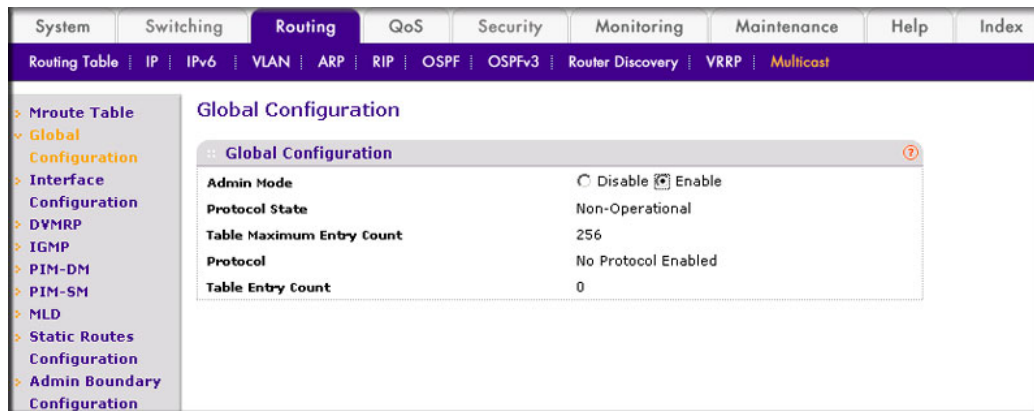 System Switching Routing QoS Security Monitoring Maintenance Help Index
Routing Table IP IPv6 VLAN ARP RIP OSPF OSPFv3 Router Discovery VRRP Multicast
Mroute Table
Global
Configuration
Interface
Configuration
DVMRP
IGMP
PIM-DM
PIM-SM
MLD
Static Routes
Configuration
Admin Boundary
Configuration
Global Configuration
Global Configuration ?
Admin Mode Disable Enable
Protocol State Non-Operational
Table Maximum Entry Count 256
Protocol No Protocol Enabled
Table Entry Count 0